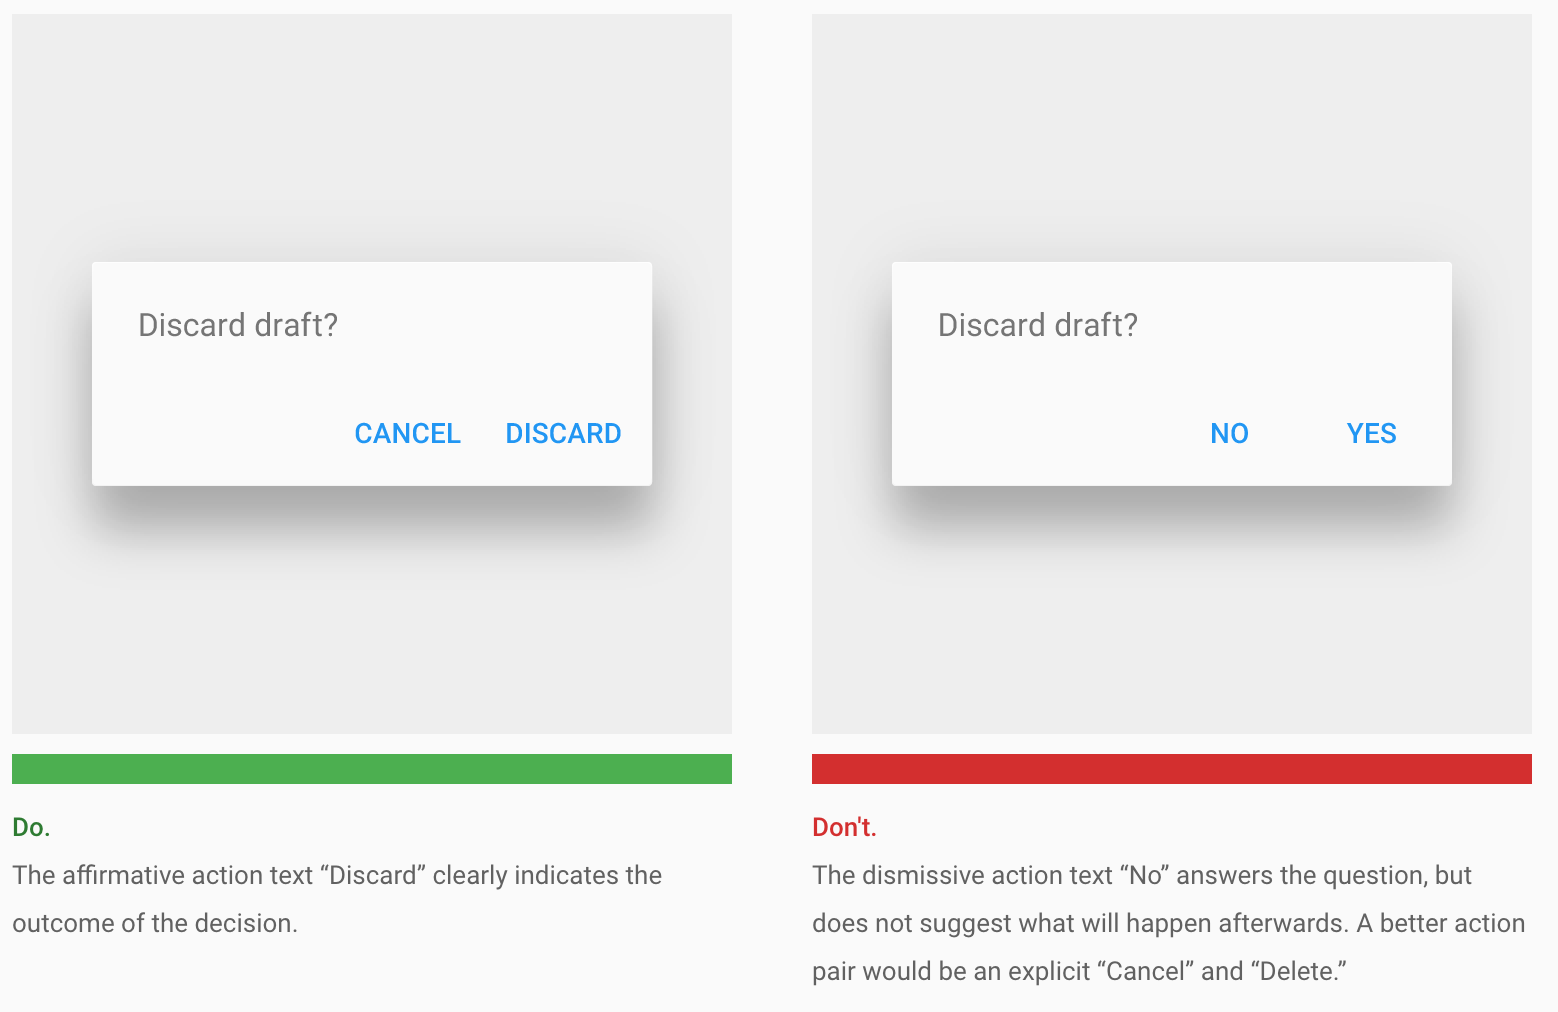 Discard draft?
CANCEL DISCARD
Do.
The affirmative action text “Discard” clearly indicates the
outcome of the decision.
Discard draft?
NO YES
Don't.
The dismissive action text “No” answers the question, but
does not suggest what will happen afterwards. A better action
pair would be an explicit “Cancel” and “Delete.”